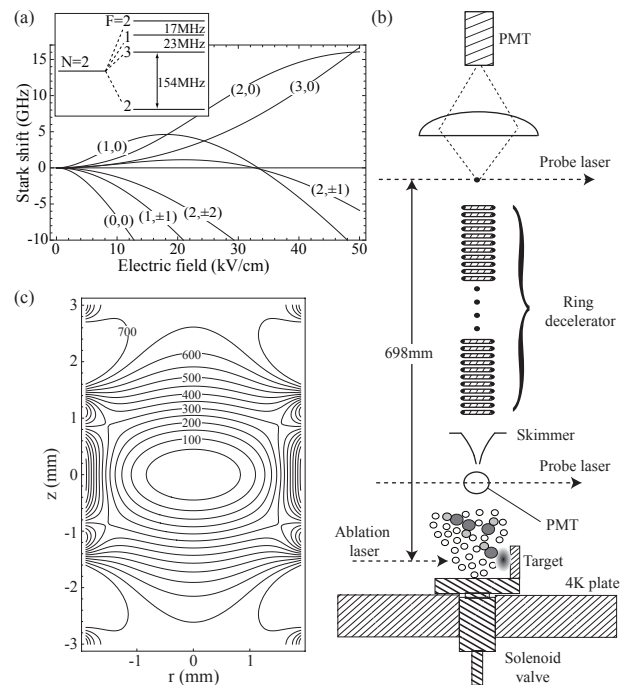 (a)
F=2
1
3
2
N=2
17MHz
23MHz
154MHz
Stark shift (GHz)
15
10
5
0
-5
-10
(2,0)
(3,0)
(1,0)
(0,0)
(1,±1)
(2,±2)
(2,±1)
0
10
20
30
40
50
Electric field (kV/cm)
(c)
z (mm)
3
2
1
0
-1
-2
-3
700
600
500
400
300
200
100
-1
0
1
r (mm)
(b)
PMT
Probe laser
Ring
decelerator
698mm
Skimmer
Probe laser
PMT
Ablation
laser
Target
4K plate
Solenoid
valve